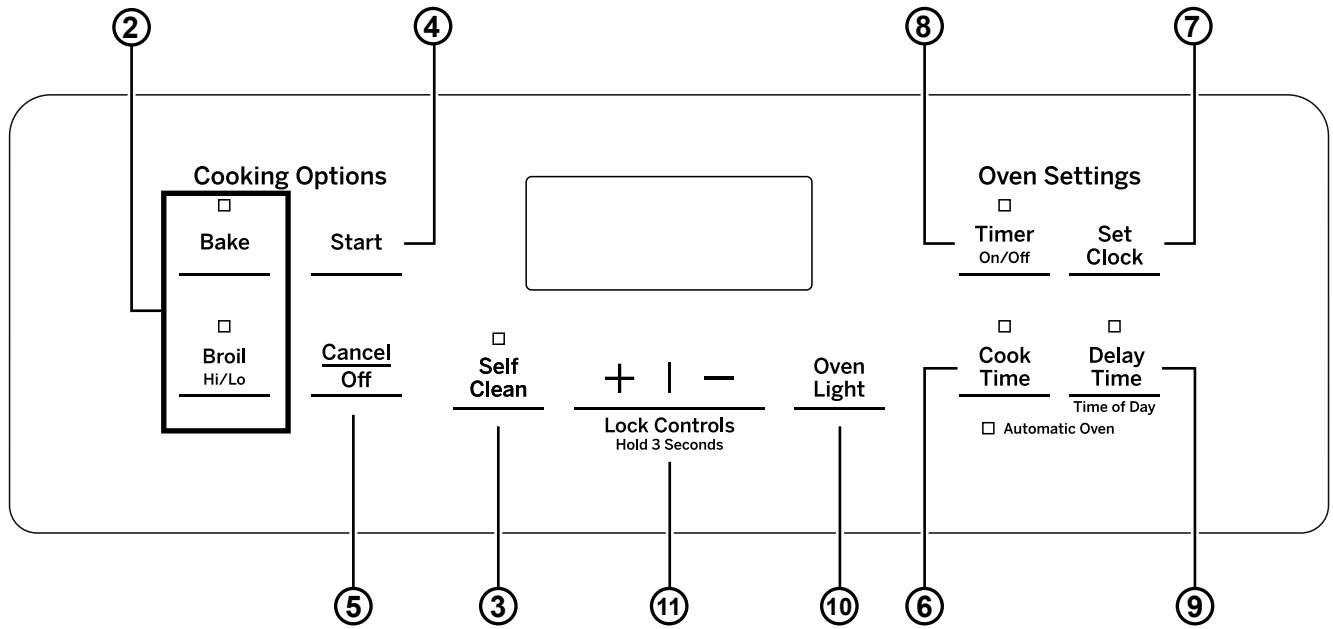 2
4
8
7
Cooking Options
Oven Settings
Bake
Start
Timer
On/Off
Set
Clock
Broil
Hi/Lo
Cancel
Off
Self
Clean
+ | −
Lock Controls
Hold 3 Seconds
Oven
Light
Cook
Time
Delay
Time
Time of Day
Automatic Oven
5
3
11
10
6
9